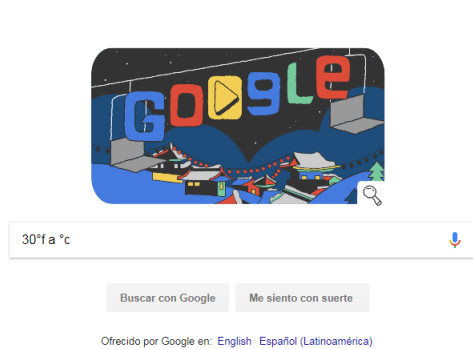 Google
30°f a °c
Buscar con Google Me siento con suerte
Ofrecido por Google en: English Español (Latinoamérica)